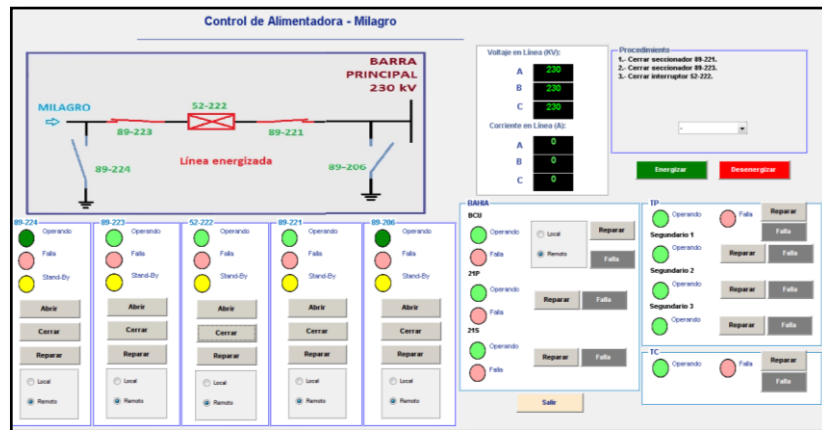 Control de Alimentadora - Milagro
BARRA
PRINCIPAL
230 kV
MILAGRO
52-222
89-223
89-221
89-224
Línea energizada
89-206
Voltaje en Línea (KV):
A 230
B 230
C 230
Corriente en Línea (A):
A 0
B 0
C 0
Procedimiento
1.- Cerrar seccionador 89-221.
2.- Cerrar seccionador 89-223.
3.- Cerrar interruptor 52-222.
-
Energizar
Desenergizar
89-224
Operando
Falla
Stand-By
Abrir
Cerrar
Reparar
Local
Remoto
89-223
Operando
Falla
Stand-By
Abrir
Cerrar
Reparar
Local
Remoto
52-222
Operando
Falla
Stand-By
Abrir
Cerrar
Reparar
Local
Remoto
89-221
Operando
Falla
Stand-By
Abrir
Cerrar
Reparar
Local
Remoto
89-206
Operando
Falla
Stand-By
Abrir
Cerrar
Reparar
Local
Remoto
BAHIA
BCU
Operando
Falla
Local
Remoto
Reparar
Falla
21P
Operando
Falla
Reparar
Falla
21S
Operando
Falla
Reparar
Falla
Salir
TP
Operando
Falla
Reparar
Falla
Segundario 1
Operando
Reparar
Falla
Segundario 2
Operando
Reparar
Falla
Segundario 3
Operando
Reparar
Falla
TC
Operando
Falla
Reparar
Falla